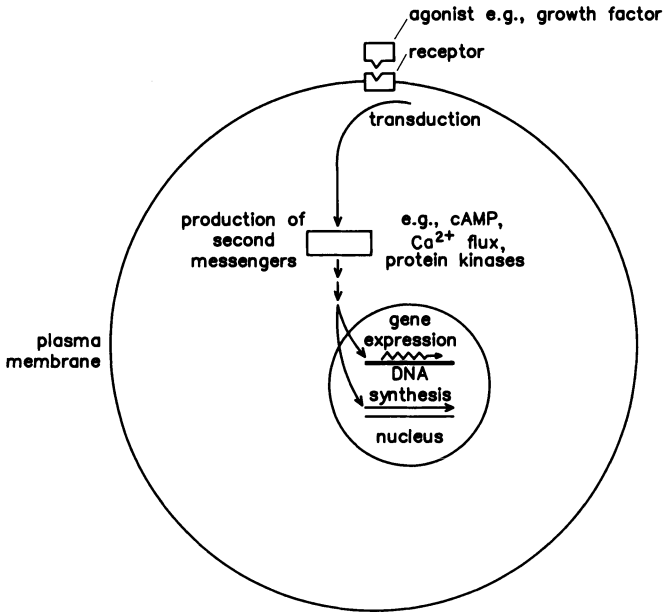 agonist e.g., growth factor
receptor
transduction
production of
second
messengers
e.g., cAMP,
Ca²⁺ flux,
protein kinases
plasma
membrane
gene
expression
DNA
synthesis
nucleus